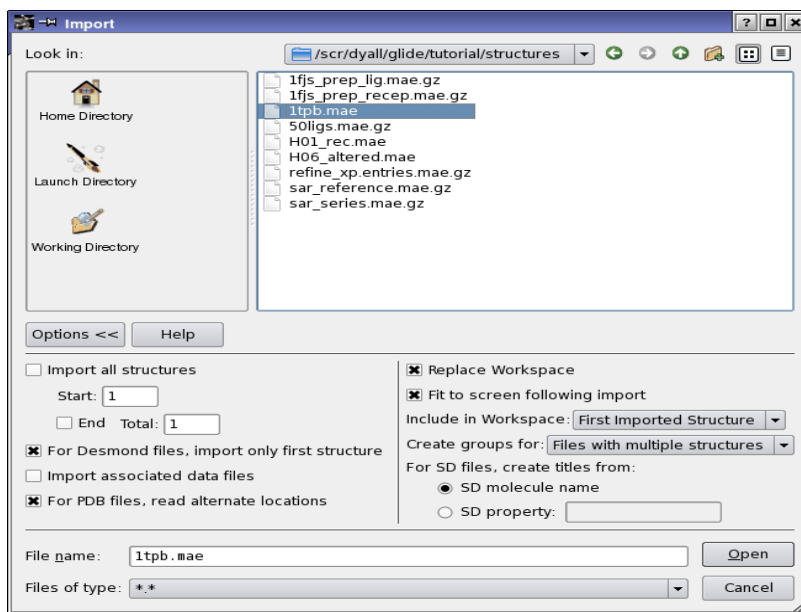 Import
Look in:
/scr/dyall/glide/tutorial/structures
Home Directory
Launch Directory
Working Directory
1fjs_prep_lig.mae.gz
1fjs_prep_recep.mae.gz
1tpb.mae
50ligs.mae.gz
H01_rec.mae
H06_altered.mae
refine_xp.entries.mae.gz
sar_reference.mae.gz
sar_series.mae.gz
Options <<
Help
Import all structures
Start: 1
End Total: 1
For Desmond files, import only first structure
Import associated data files
For PDB files, read alternate locations
Replace Workspace
Fit to screen following import
Include in Workspace: First Imported Structure
Create groups for: Files with multiple structures
For SD files, create titles from:
SD molecule name
SD property:
File name: 1tpb.mae
Open
Files of type: *.*
Cancel